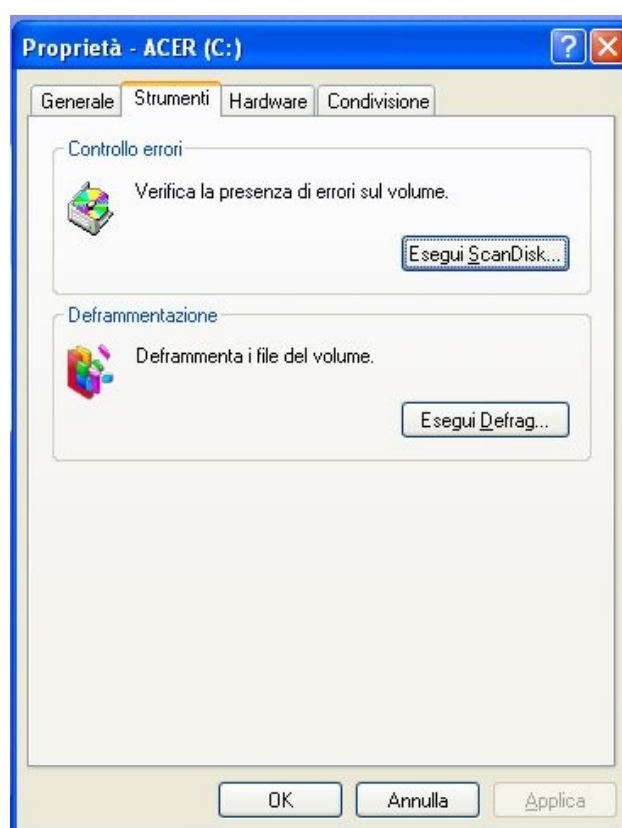 Proprietà - ACER (C:)
Generale Strumenti Hardware Condivisione
Controllo errori
Verifica la presenza di errori sul volume.
Esegui ScanDisk...
Deframmentazione
Deframmenta i file del volume.
Esegui Defrag...
OK Annulla Applica